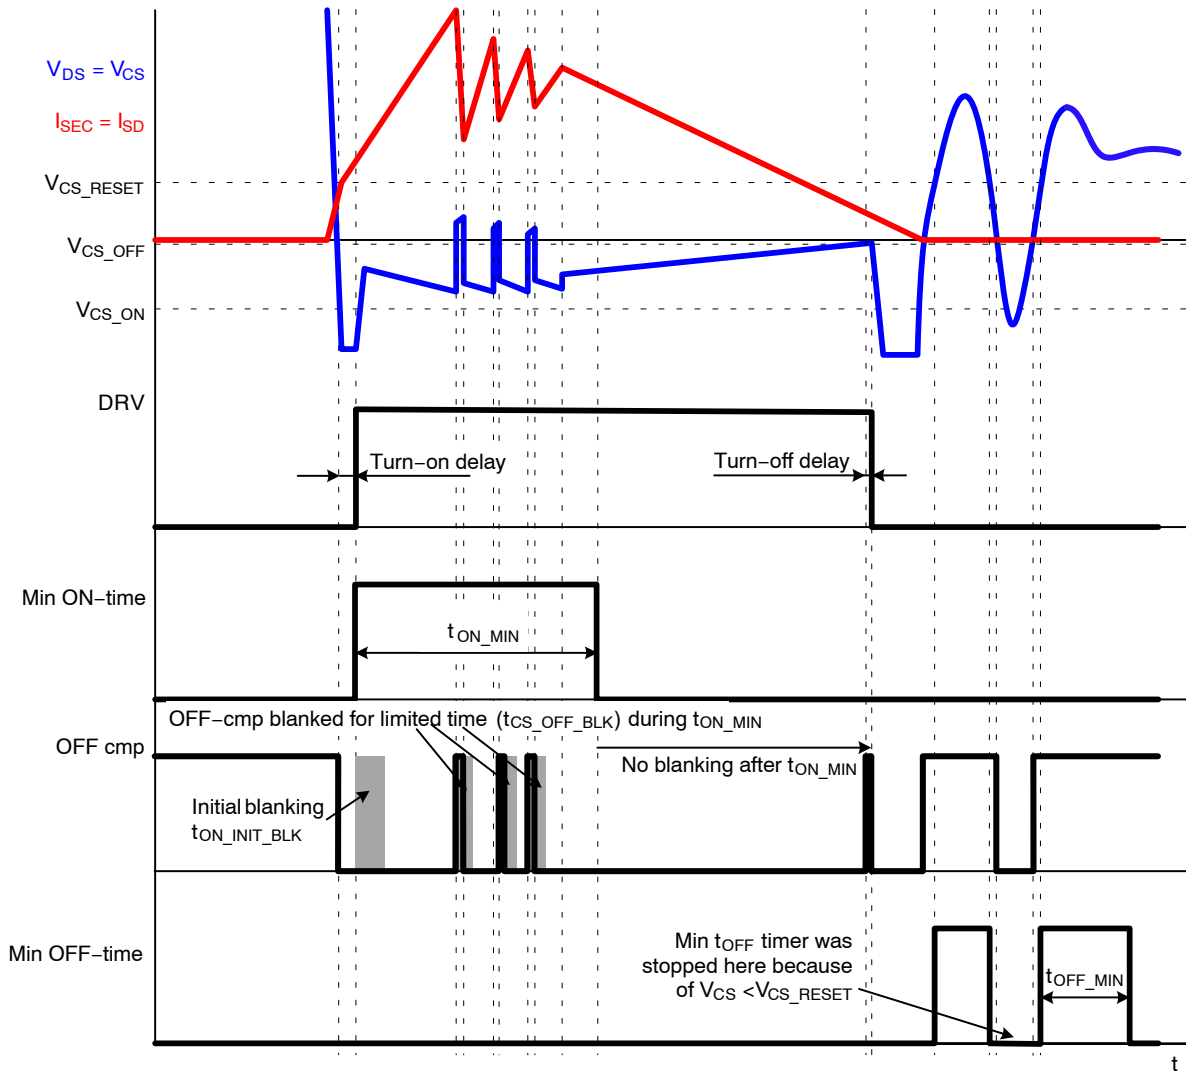 VDS = VCS
ISEC = ISD
VCS_RESET
VCS_OFF
VCS_ON
DRV
Turn−on delay
Turn−off delay
Min ON−time
tON_MIN
OFF−cmp blanked for limited time (tCS_OFF_BLK) during tON_MIN
OFF cmp
No blanking after tON_MIN
Initial blanking
tON_INIT_BLK
Min OFF−time
Min tOFF timer was
stopped here because
of VCS <VCS_RESET
tOFF_MIN
t